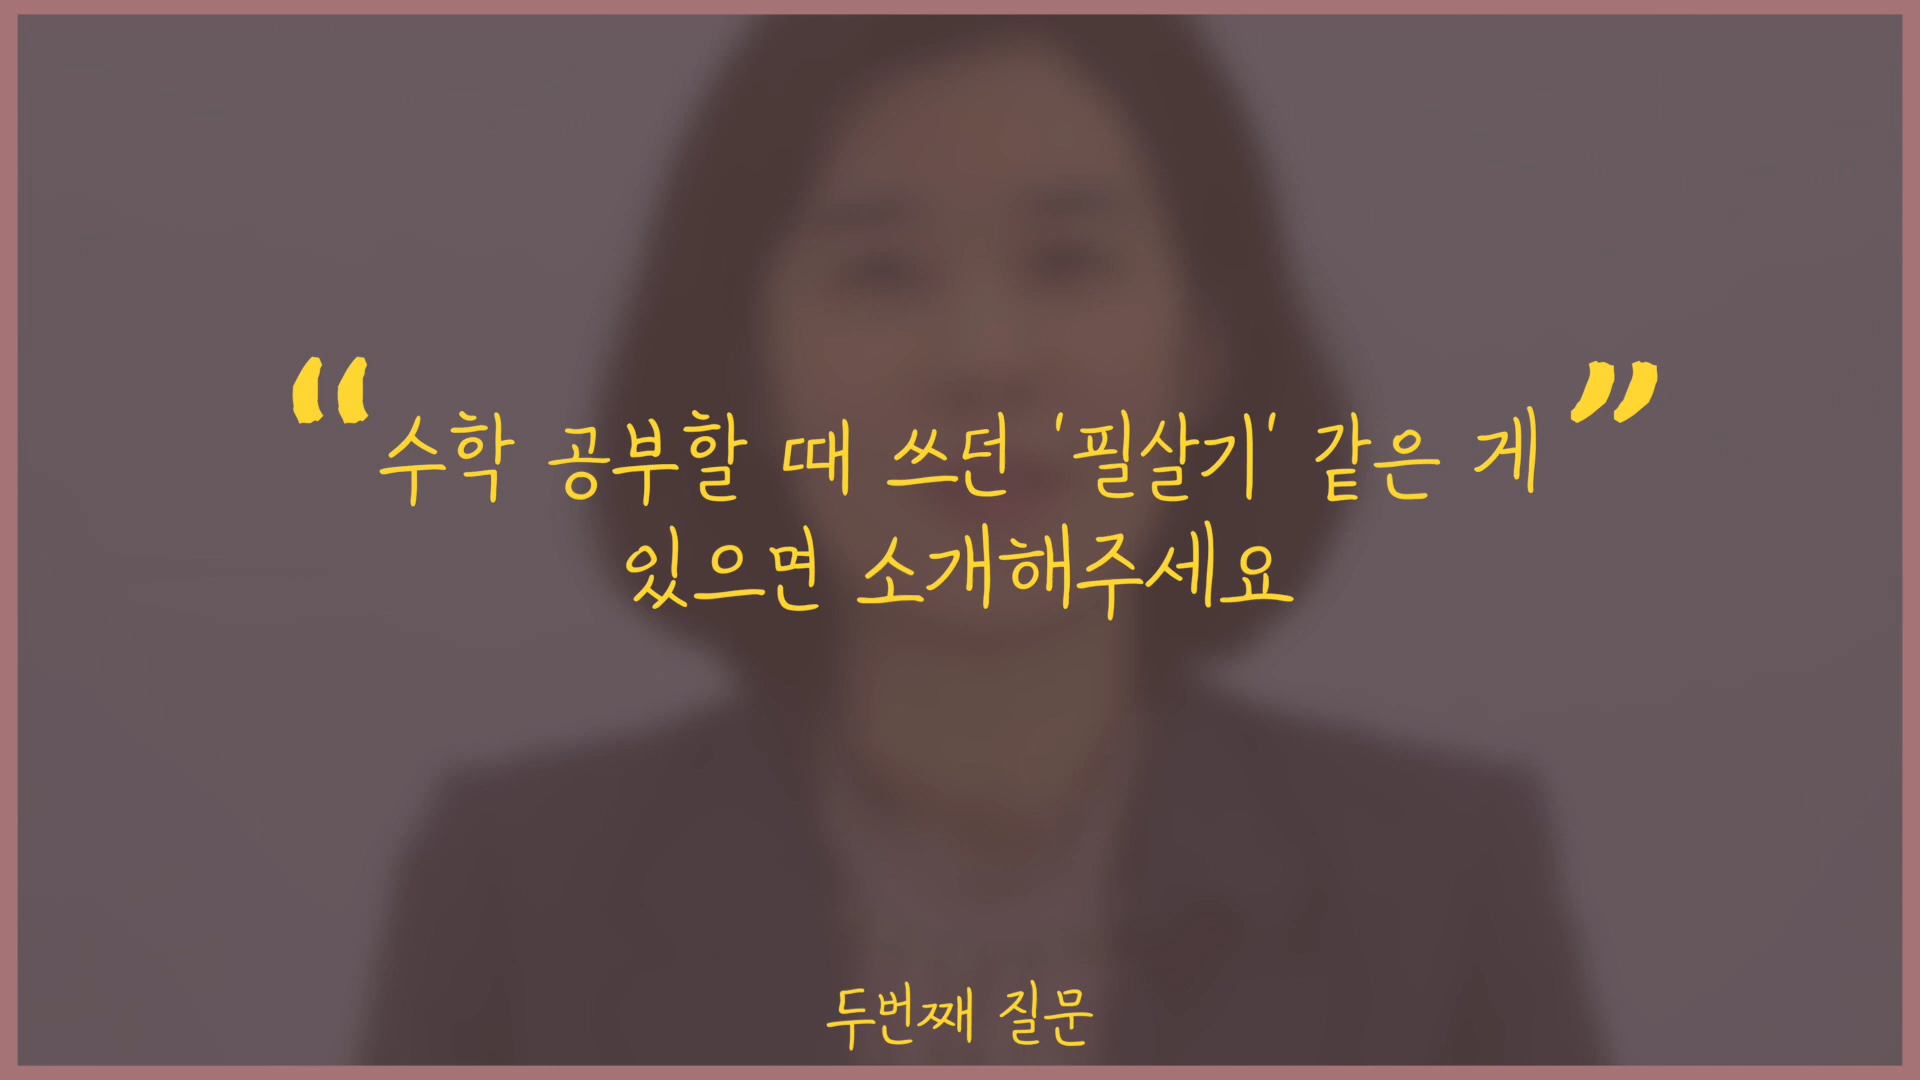 “수학 공부할 때 쓰던 '필살기' 같은 게”
있으면 소개해주세요
두번째 질문